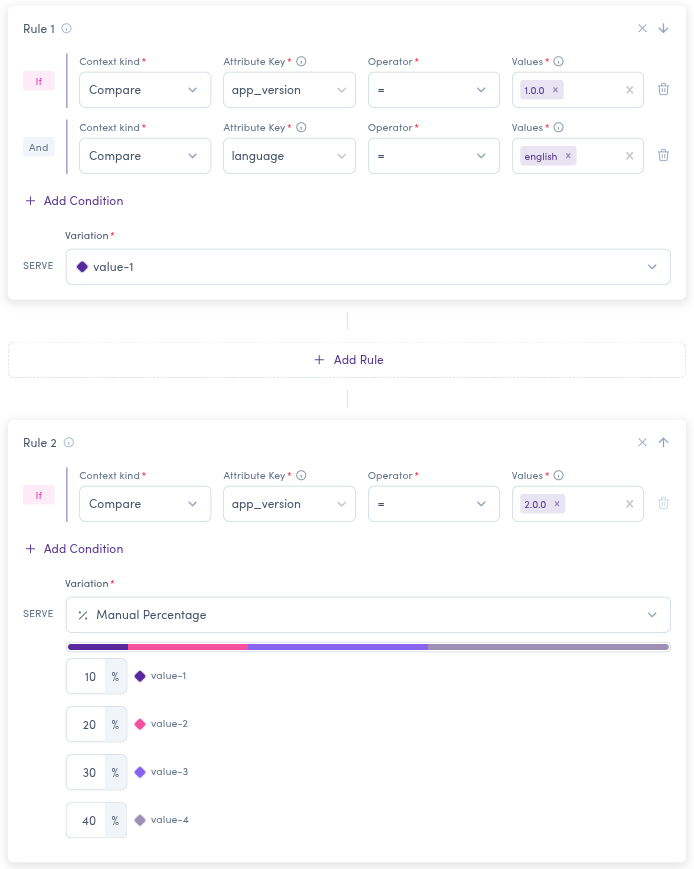 Rule 1
Context kind * Attribute Key * Operator * Values *
If Compare app_version = 1.0.0 ×
Context kind * Attribute Key * Operator * Values *
And Compare language = english ×
+ Add Condition
Variation *
SERVE value-1
+ Add Rule
Rule 2
Context kind * Attribute Key * Operator * Values *
If Compare app_version = 2.0.0 ×
+ Add Condition
Variation *
SERVE Manual Percentage
10 % value-1
20 % value-2
30 % value-3
40 % value-4